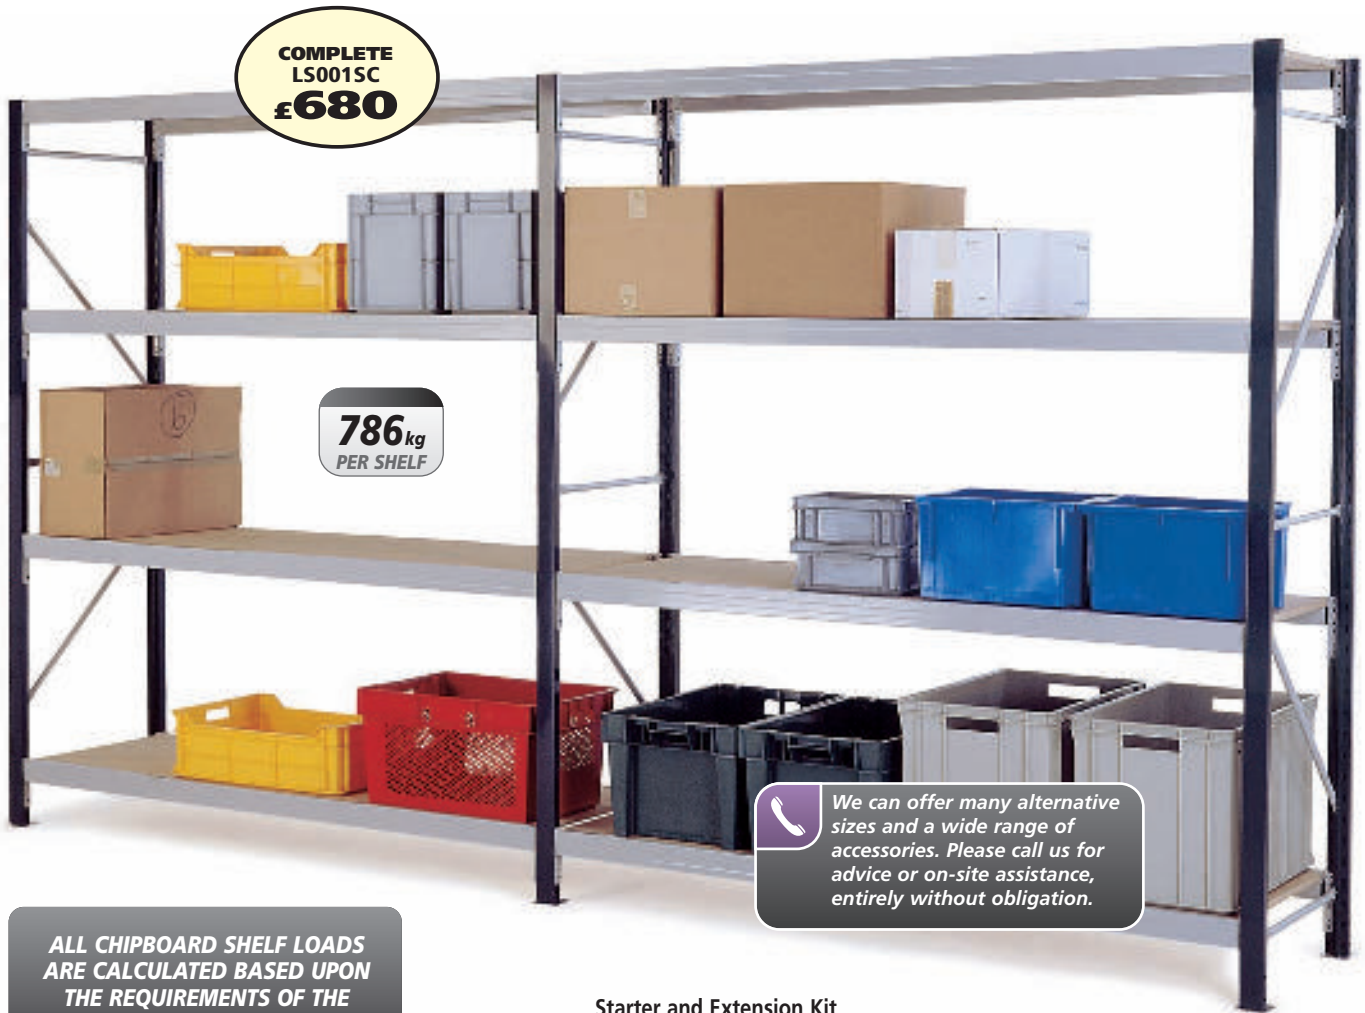 COMPLETE
LS001SC
£680
786kg
PER SHELF
We can offer many alternative
sizes and a wide range of
accessories. Please call us for
advice or on-site assistance,
entirely without obligation.
ALL CHIPBOARD SHELF LOADS
ARE CALCULATED BASED UPON
THE REQUIREMENTS OF THE
Starter and Extension Kit